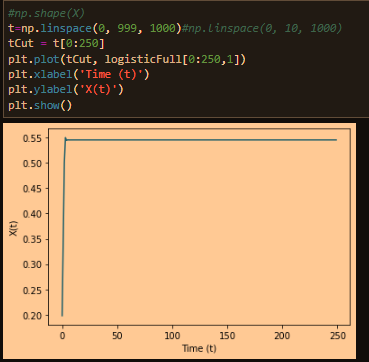 #np.shape(X)
t=np.linspace(0, 999, 1000)#np.linspace(0, 10, 1000)
tCut = t[0:250]
plt.plot(tCut, logisticFull[0:250,1])
plt.xlabel('Time (t)')
plt.ylabel('X(t)')
plt.show()
0.55
0.50
0.45
0.40
0.35
0.30
0.25
0.20
X(t)
0 50 100 150 200 250
Time (t)